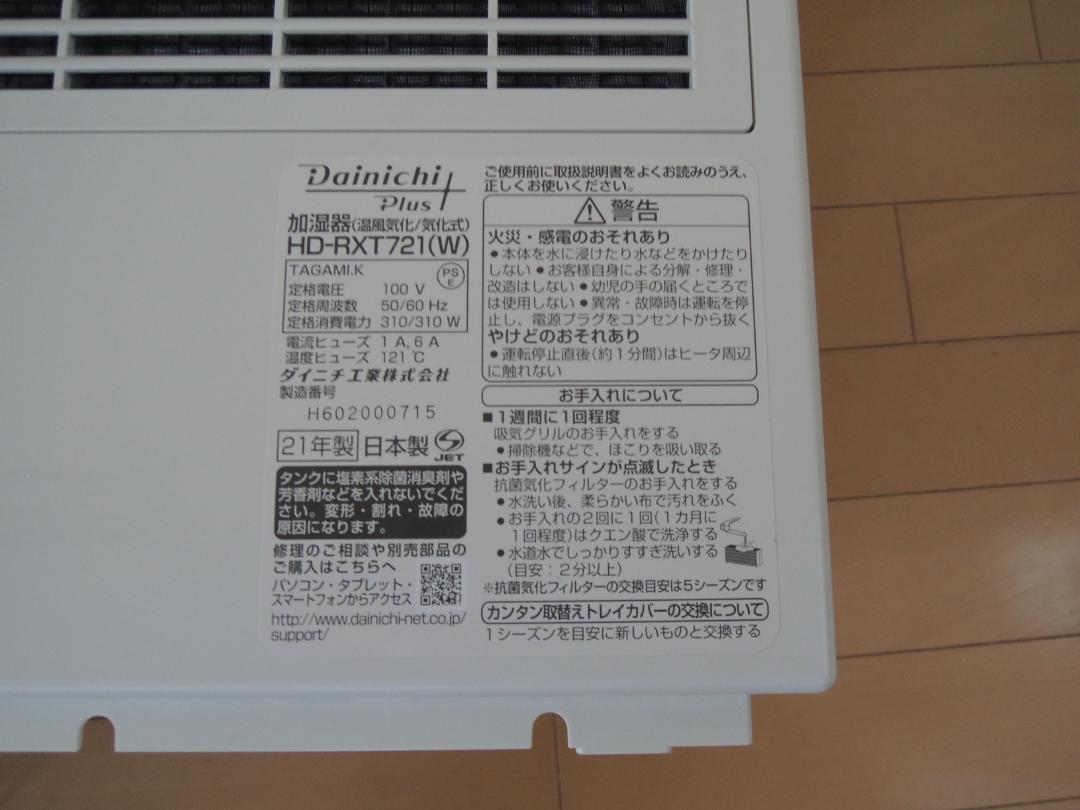 Dainichi
Plus
加湿器(温風気化/気化式)
HD-RXT721(W)
TAGAMI.K
PS
E
定格電圧 100 V
定格周波数 50/60 Hz
定格消費電力 310/310 W
電流ヒューズ 1 A, 6 A
温度ヒューズ 121 ℃
ダイニチ工業株式会社
製造番号
H602000715
21年製 日本製 JET
タンクに塩素系除菌消臭剤や
芳香剤などを入れないでくだ
さい。変形・割れ・故障の
原因になります。
修理のご相談や別売部品の
ご購入はこちらへ
パソコン・タブレット・
スマートフォンからアクセス
http://www.dainichi-net.co.jp/
support/
ご使用前に取扱説明書をよくお読みのうえ、
正しくお使いください。
警告
火災・感電のおそれあり
●本体を水に浸けたり水などをかけたり
しない●お客様自身による分解・修理・
改造はしない●幼児の手の届くところで
は使用しない●異常・故障時は運転を停
止し、電源プラグをコンセントから抜く
やけどのおそれあり
●運転停止直後(約1分間)はヒータ周辺
に触れない
お手入れについて
■1週間に1回程度
吸気グリルのお手入れをする
●掃除機などで、ほこりを吸い取る
■お手入れサインが点滅したとき
抗菌気化フィルターのお手入れをする
●水洗い後、柔らかい布で汚れをふく
●お手入れの2回に1回(1カ月に
1回程度)はクエン酸で洗浄する
●水道水でしっかりすすぎ洗いする
(目安：2分以上)
※抗菌気化フィルターの交換目安は5シーズンです
カンタン取替えトレイカバーの交換について
1シーズンを目安に新しいものと交換する